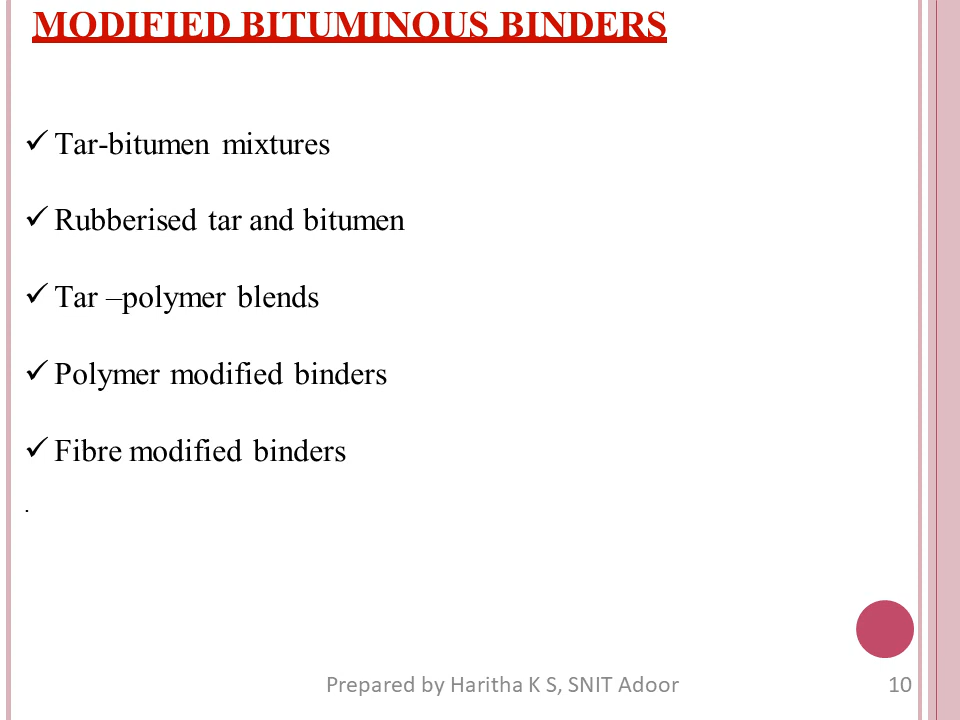 MODIFIED BITUMINOUS BINDERS
✓ Tar-bitumen mixtures
✓ Rubberised tar and bitumen
✓ Tar –polymer blends
✓ Polymer modified binders
✓ Fibre modified binders
.
Prepared by Haritha K S, SNIT Adoor 10